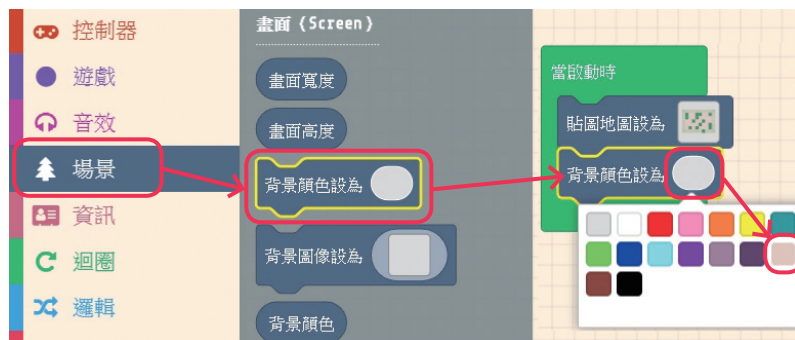 控制器
遊戲
音效
場景
資訊
迴圈
邏輯
畫面（Screen）
畫面寬度
畫面高度
背景顏色設為
背景圖像設為
背景顏色
當啟動時
貼圖地圖設為
背景顏色設為